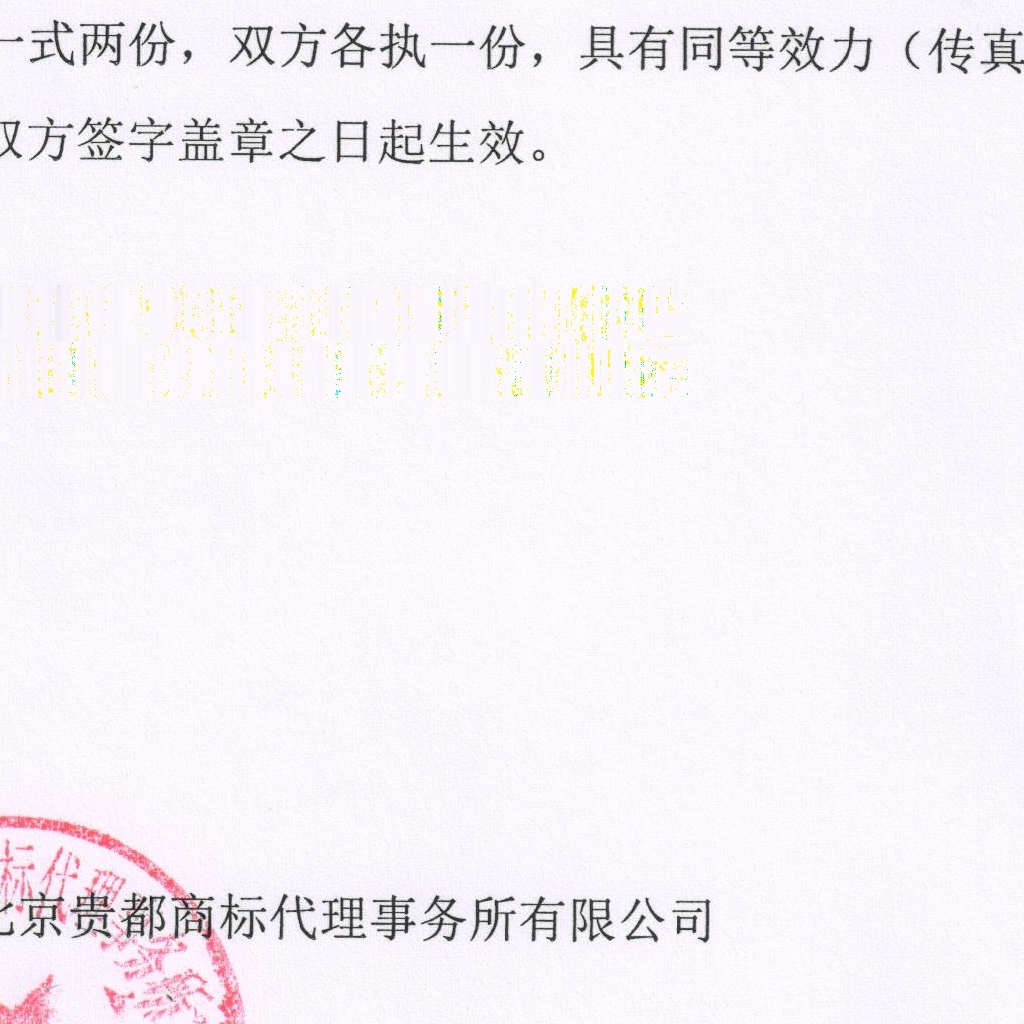 一式两份，双方各执一份，具有同等效力（传真
双方签字盖章之日起生效。
标代理
北京贵都商标代理事务所有限公司